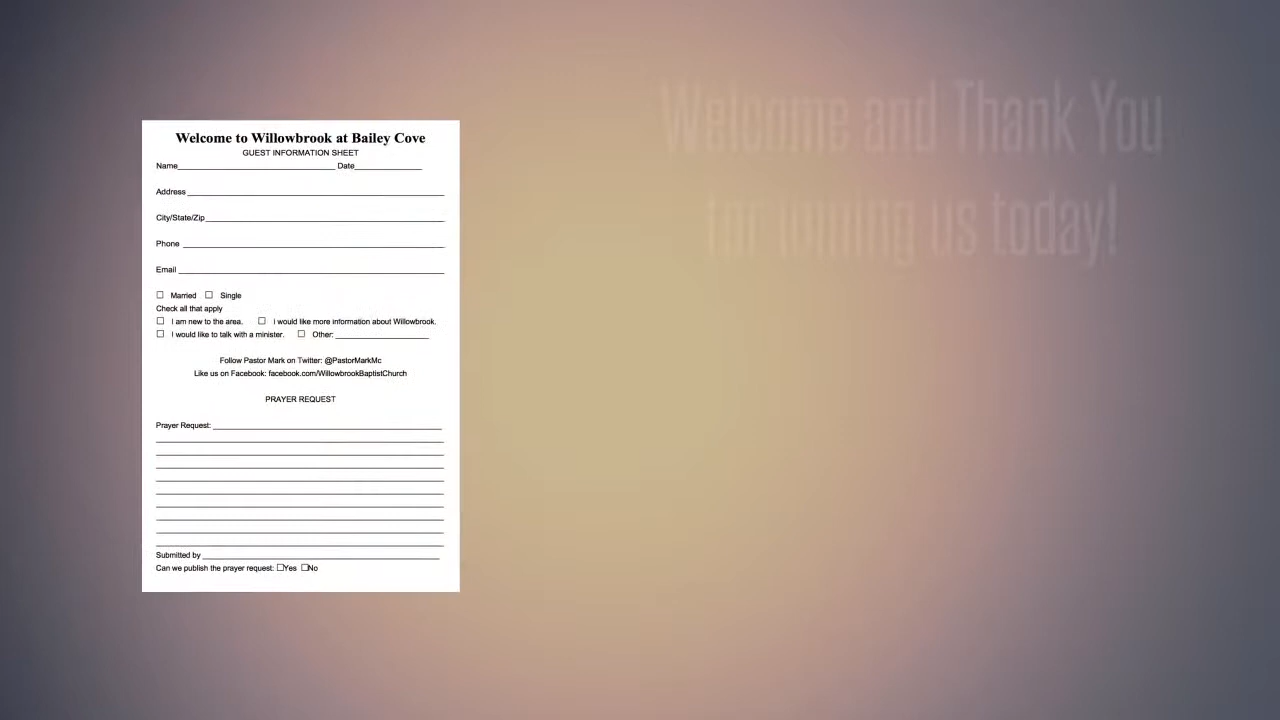 Welcome and Thank You
for joining us today!
Welcome to Willowbrook at Bailey Cove
GUEST INFORMATION SHEET
Name Date
Address
City/State/Zip
Phone
Email
☐ Married ☐ Single
Check all that apply
☐ I am new to the area. ☐ I would like more information about Willowbrook.
☐ I would like to talk with a minister. ☐ Other:
Follow Pastor Mark on Twitter: @PastorMarkMc
Like us on Facebook: facebook.com/WillowbrookBaptistChurch
PRAYER REQUEST
Prayer Request:
Submitted by
Can we publish the prayer request: ☐Yes ☐No